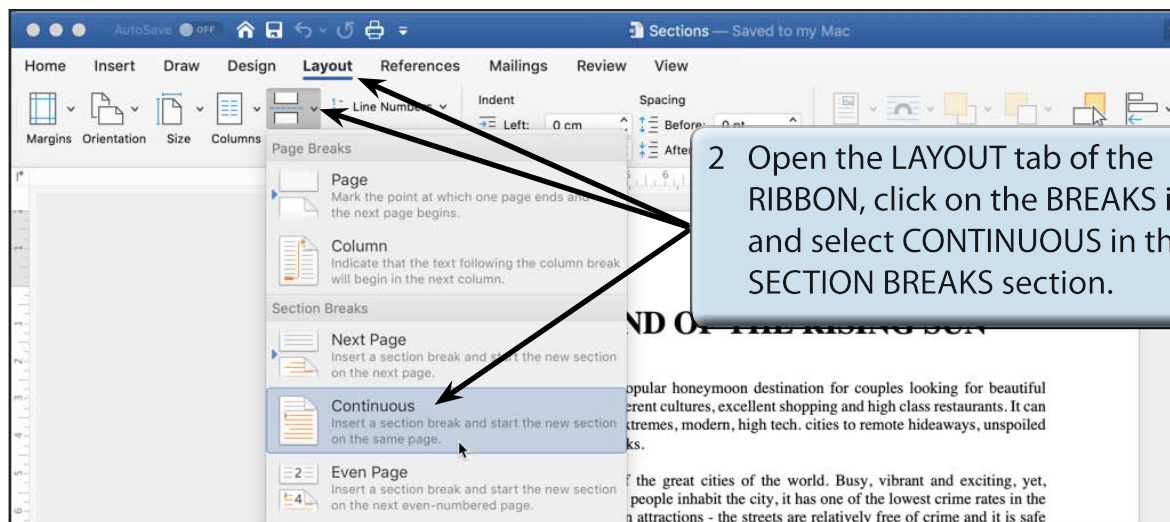 AutoSave OFF
Sections — Saved to my Mac
Home Insert Draw Design Layout References Mailings Review View
Line Numbers
Indent
Spacing
Left: 0 cm
Before: 0 pt
Margins Orientation Size Columns
After
Page Breaks
Page
Mark the point at which one page ends and
the next page begins.
Column
Indicate that the text following the column break
will begin in the next column.
Section Breaks
Next Page
Insert a section break and start the new section
on the next page.
Continuous
Insert a section break and start the new section
on the same page.
Even Page
Insert a section break and start the new section
on the next even-numbered page.
2 Open the LAYOUT tab of the
RIBBON, click on the BREAKS
and select CONTINUOUS in
SECTION BREAKS section.
OF THE RISING SUN
opular honeymoon destination for couples looking for beautiful
erent cultures, excellent shopping and high class restaurants. It can
xtremes, modern, high tech. cities to remote hideaways, unspoiled
ks.
f the great cities of the world. Busy, vibrant and exciting, yet,
people inhabit the city, it has one of the lowest crime rates in the
n attractions - the streets are relatively free of crime and it is safe